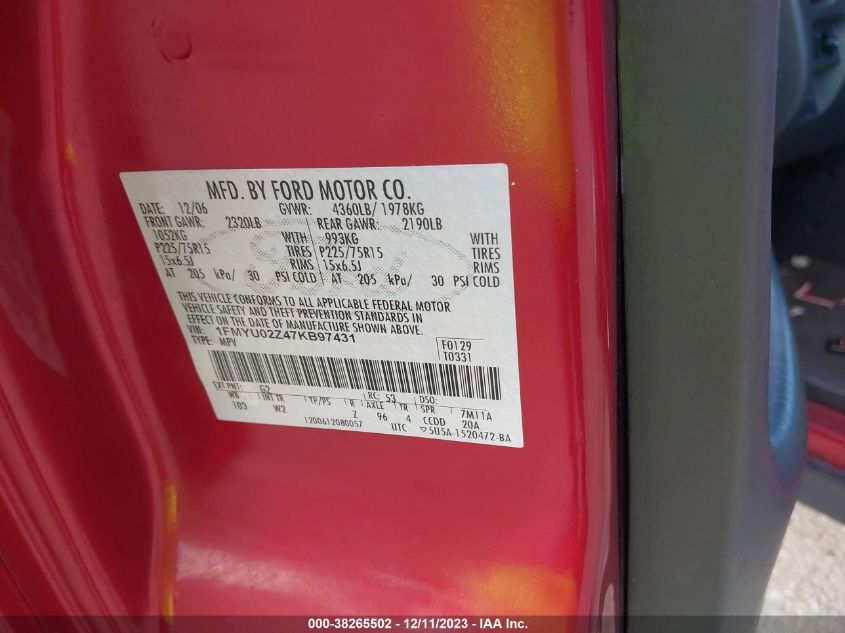 MFD. BY FORD MOTOR CO.
DATE: 12/06 GVWR: 4360LB/ 1978KG
FRONT GAWR: 2320LB REAR GAWR: 2190LB
1052KG WITH 993KG WITH
P225/75R15 TIRES P225/75R15 TIRES
15x6.5J RIMS 15x6.5J RIMS
AT 205 kPa/ 30 PSI COLD AT 205 kPa/ 30 PSI COLD
THIS VEHICLE CONFORMS TO ALL APPLICABLE FEDERAL MOTOR
VEHICLE SAFETY AND THEFT PREVENTION STANDARDS IN
EFFECT ON THE DATE OF MANUFACTURE SHOWN ABOVE.
VIN: 1FMYU02Z47KB97431
TYPE: MPV
F0129
T0331
EXT PNT: G2 RC: 53 DSO:
WB INT TR TP/PS R AXLE TR SPR 7M11A
103 W2 Z 96 4 CCDD 20A
1200612080057 UTC ▽5U5A-1520472-BA
000-38265502 - 12/11/2023 - IAA Inc.